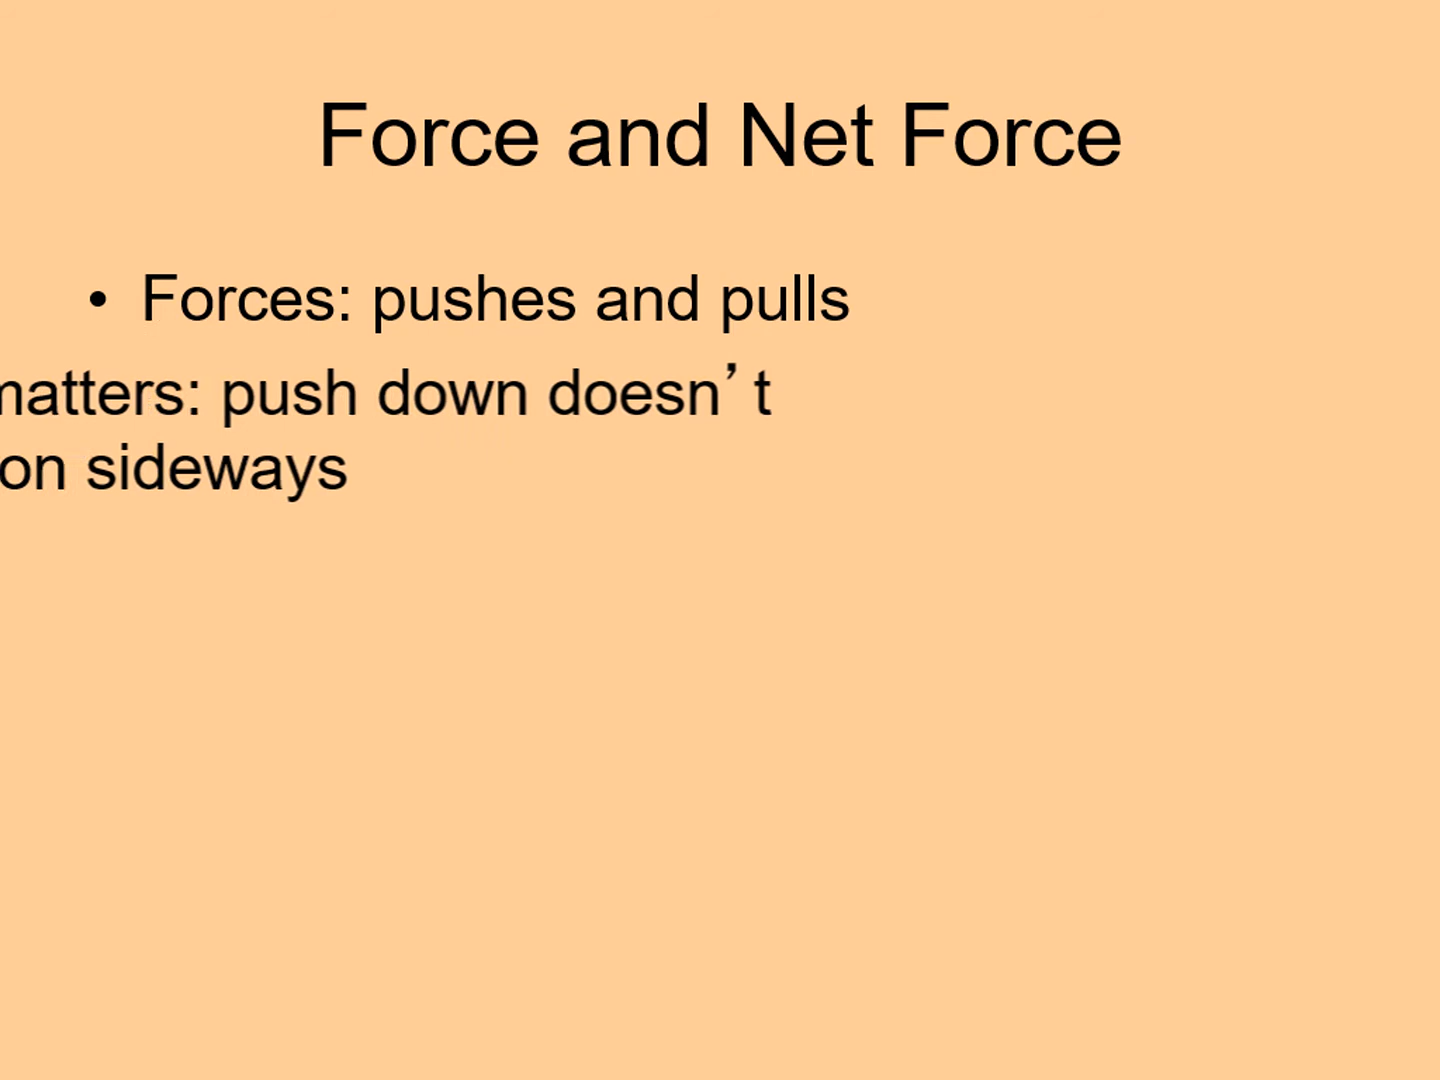 Force and Net Force
• Forces: pushes and pulls
matters: push down doesn’t
on sideways